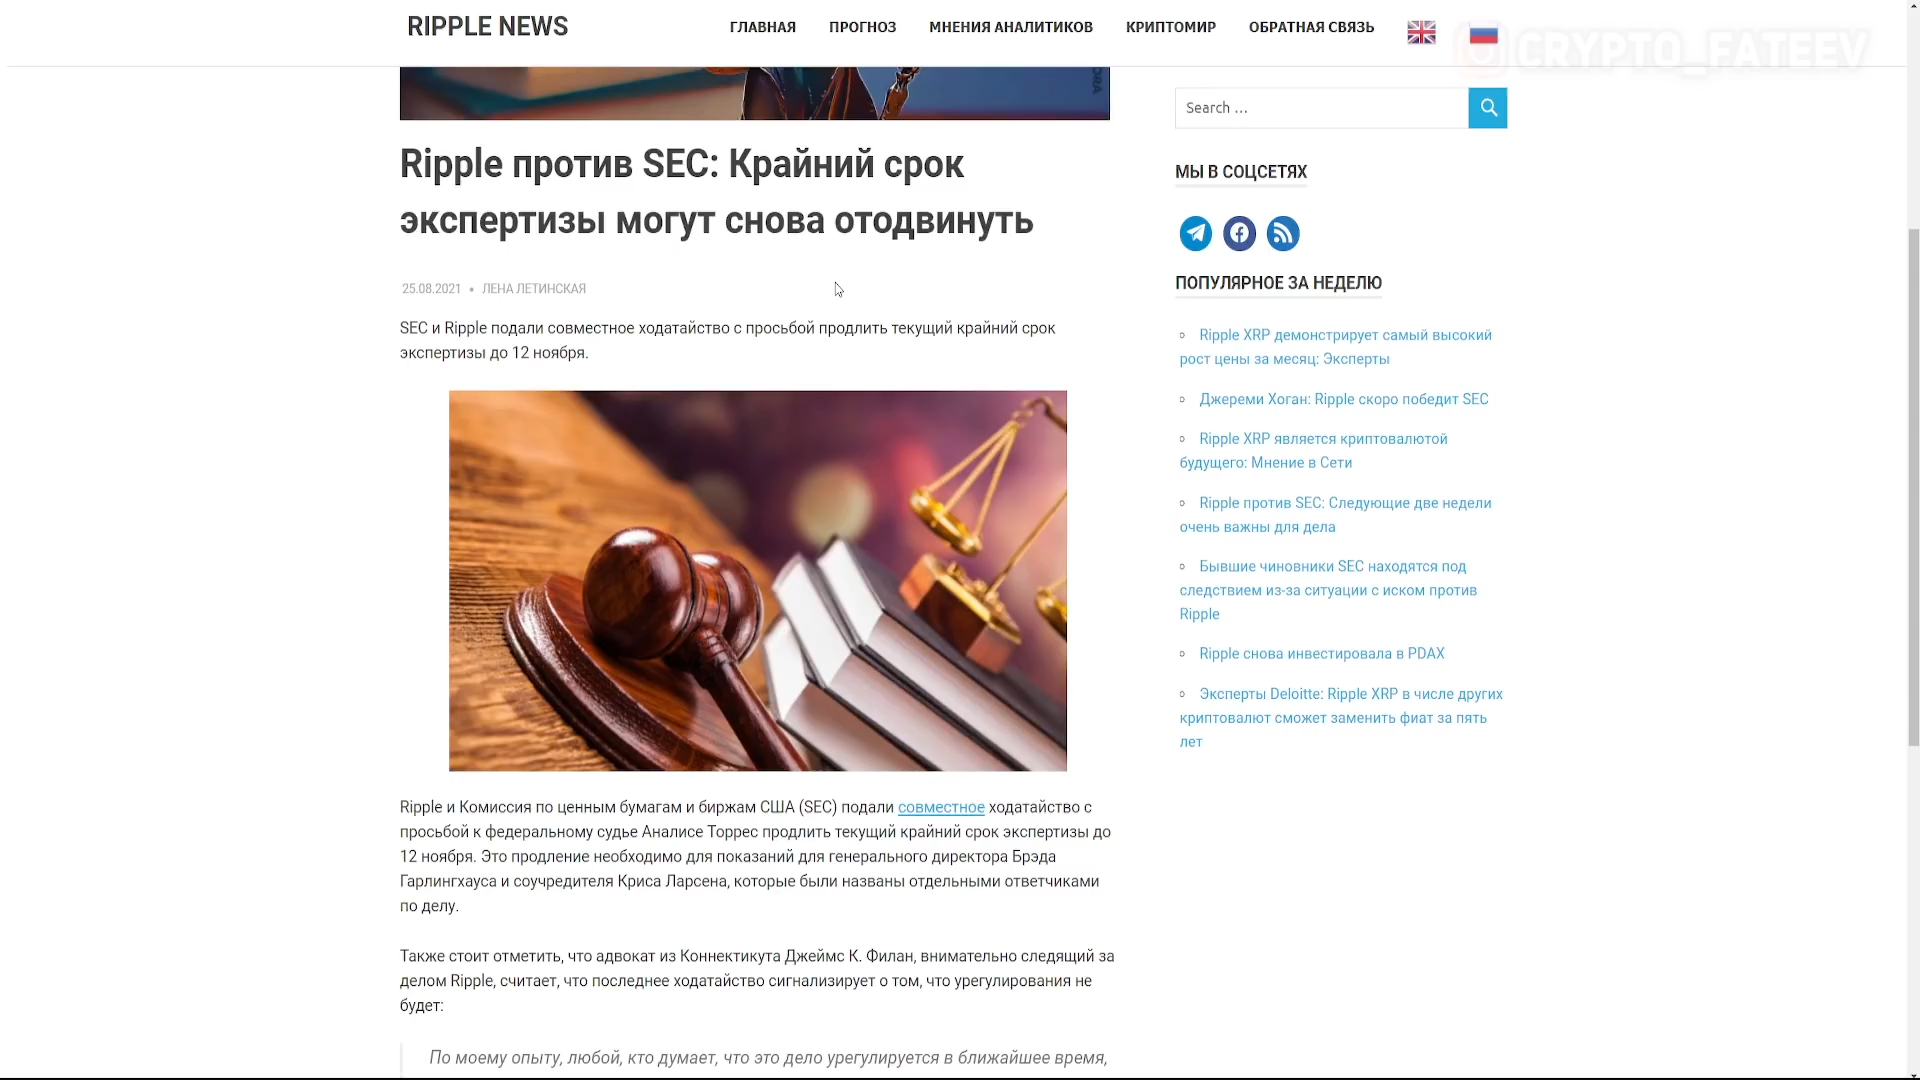 RIPPLE NEWS
ГЛАВНАЯ ПРОГНОЗ МНЕНИЯ АНАЛИТИКОВ КРИПТОМИР ОБРАТНАЯ СВЯЗЬ
CRYPTO_FATEEV
Ripple против SEC: Крайний срок
экспертизы могут снова отодвинуть
25.08.2021 • ЛЕНА ЛЕТИНСКАЯ
SEC и Ripple подали совместное ходатайство с просьбой продлить текущий крайний срок
экспертизы до 12 ноября.
Ripple и Комиссия по ценным бумагам и биржам США (SEC) подали совместное ходатайство с
просьбой к федеральному судье Аналисе Торрес продлить текущий крайний срок экспертизы до
12 ноября. Это продление необходимо для показаний для генерального директора Брэда
Гарлингхауса и соучредителя Криса Ларсена, которые были названы отдельными ответчиками
по делу.
Также стоит отметить, что адвокат из Коннектикута Джеймс К. Филан, внимательно следящий за
делом Ripple, считает, что последнее ходатайство сигнализирует о том, что урегулирования не
будет:
По моему опыту, любой, кто думает, что это дело урегулируется в ближайшее время,
Search ...
МЫ В СОЦСЕТЯХ
ПОПУЛЯРНОЕ ЗА НЕДЕЛЮ
Ripple XRP демонстрирует самый высокий
рост цены за месяц: Эксперты
Джереми Хоган: Ripple скоро победит SEC
Ripple XRP является криптовалютой
будущего: Мнение в Сети
Ripple против SEC: Следующие две недели
очень важны для дела
Бывшие чиновники SEC находятся под
следствием из-за ситуации с иском против
Ripple
Ripple снова инвестировала в PDAX
Эксперты Deloitte: Ripple XRP в числе других
криптовалют сможет заменить фиат за пять
лет